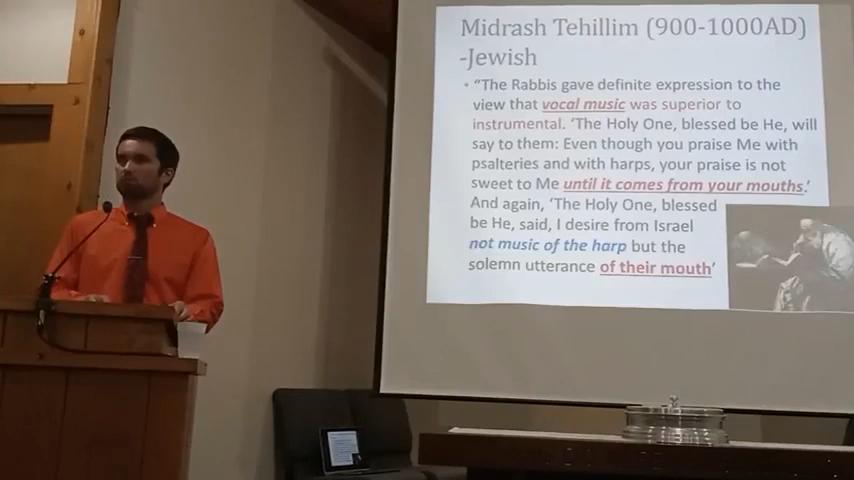 Midrash Tehillim (900-1000AD)
-Jewish
• "The Rabbis gave definite expression to the
view that vocal music was superior to
instrumental. 'The Holy One, blessed be He, will
say to them: Even though you praise Me with
psalteries and with harps, your praise is not
sweet to Me until it comes from your mouths.'
And again, 'The Holy One, blessed
be He, said, I desire from Israel
not music of the harp but the
solemn utterance of their mouth'